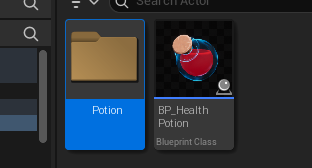 Search Actor
Potion
BP_Health
Potion
Blueprint Class